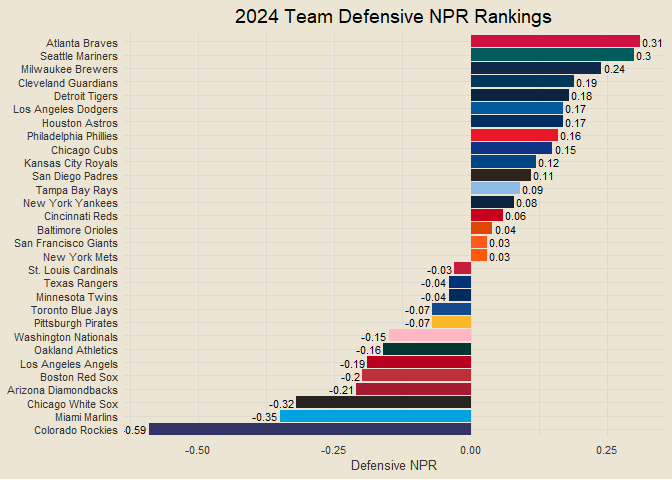 2024 Team Defensive NPR Rankings
Atlanta Braves 0.31
Seattle Mariners 0.3
Milwaukee Brewers 0.24
Cleveland Guardians 0.19
Detroit Tigers 0.18
Los Angeles Dodgers 0.17
Houston Astros 0.17
Philadelphia Phillies 0.16
Chicago Cubs 0.15
Kansas City Royals 0.12
San Diego Padres 0.11
Tampa Bay Rays 0.09
New York Yankees 0.08
Cincinnati Reds 0.06
Baltimore Orioles 0.04
San Francisco Giants 0.03
New York Mets 0.03
St. Louis Cardinals -0.03
Texas Rangers -0.04
Minnesota Twins -0.04
Toronto Blue Jays -0.07
Pittsburgh Pirates -0.07
Washington Nationals -0.15
Oakland Athletics -0.16
Los Angeles Angels -0.19
Boston Red Sox -0.2
Arizona Diamondbacks -0.21
Chicago White Sox -0.32
Miami Marlins -0.35
Colorado Rockies -0.59
-0.50 -0.25 0.00 0.25
Defensive NPR